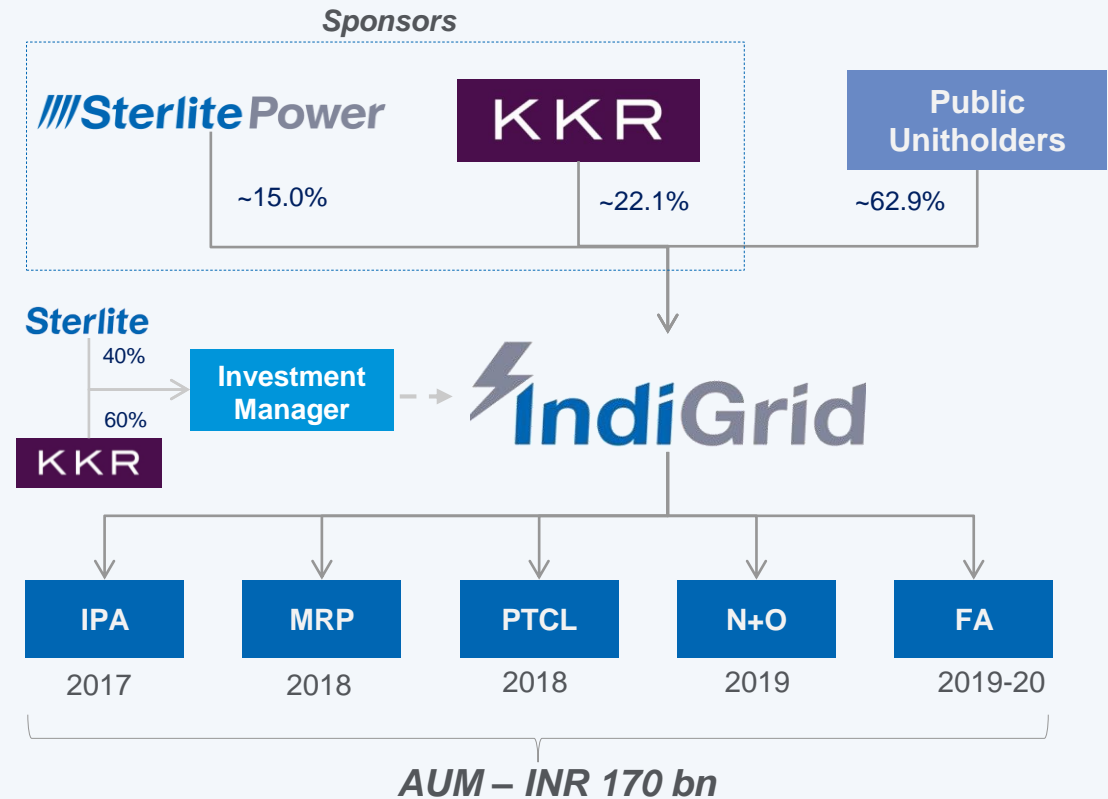 Sponsors
Sterlite Power
KKR
Public
Unitholders
~15.0%
~22.1%
~62.9%
Sterlite
40%
60%
KKR
Investment
Manager
IndiGrid
IPA
MRP
PTCL
N+O
FA
2017
2018
2018
2019
2019-20
AUM – INR 170 bn